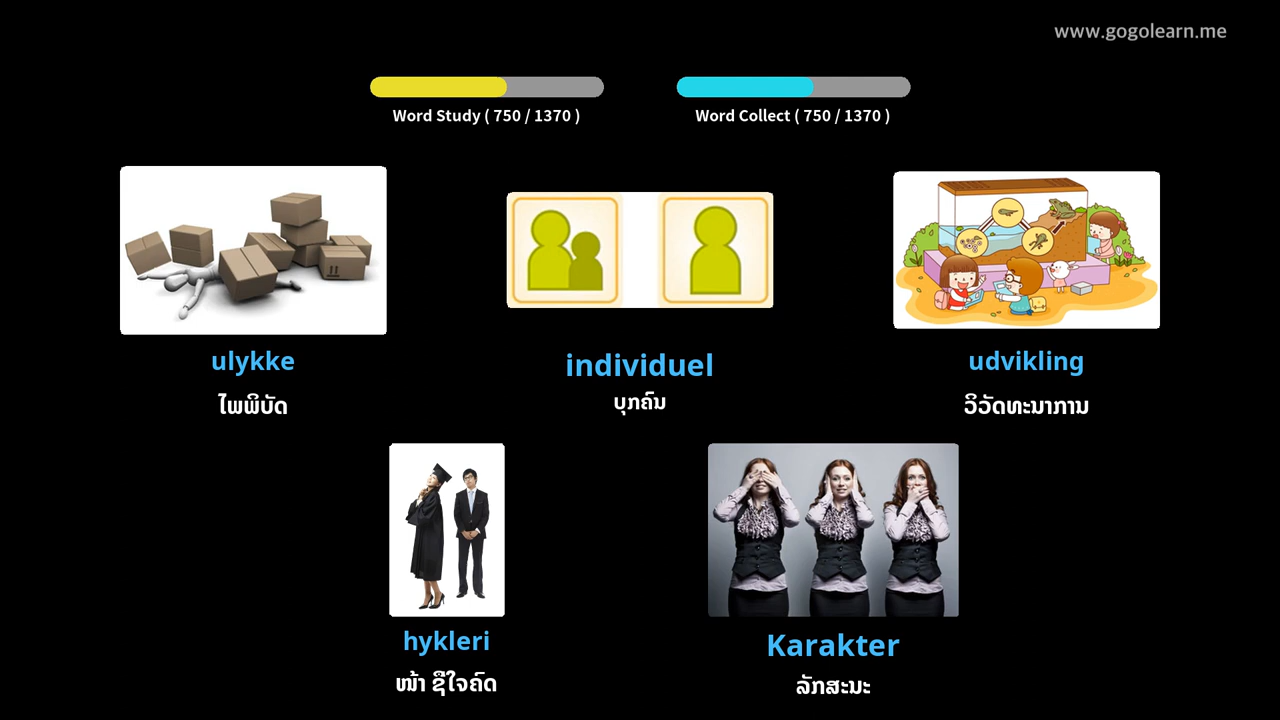 www.gogolearn.me
Word Study ( 750 / 1370 )
Word Collect ( 750 / 1370 )
ulykke
individuel
udvikling
ໄພພິບັດ
ບຸກຄົນ
ວິວັດທະນາການ
hykleri
Karakter
ໜ້າ ຊືໃຈຄົດ
ລັກສະນະ